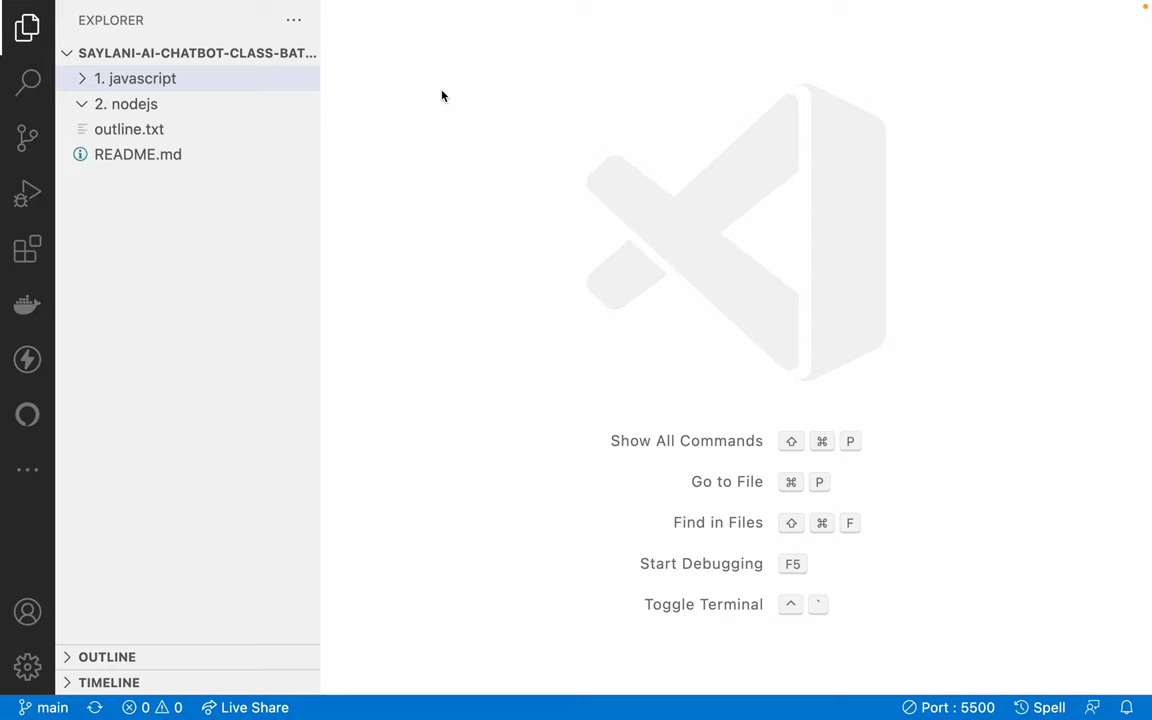 EXPLORER
SAYLANI-AI-CHATBOT-CLASS-BAT...
1. javascript
2. nodejs
outline.txt
README.md
Show All Commands ⇧ ⌘ P
Go to File ⌘ P
Find in Files ⇧ ⌘ F
Start Debugging F5
Toggle Terminal ^ `
OUTLINE
TIMELINE
main 0 0 Live Share Port : 5500 Spell